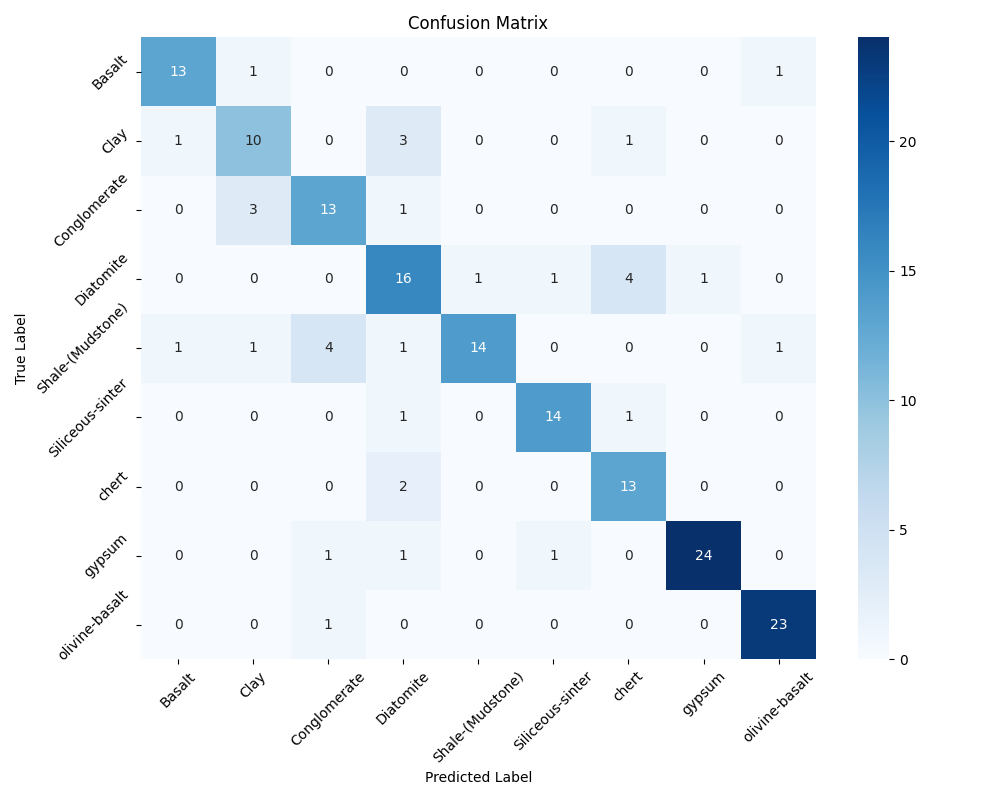 Confusion Matrix
True Label
Basalt 13 1 0 0 0 0 0 0 1
Clay 1 10 0 3 0 0 1 0 0
Conglomerate 0 3 13 1 0 0 0 0 0
Diatomite 0 0 0 16 1 1 4 1 0
Shale-(Mudstone) 1 1 4 1 14 0 0 0 1
Siliceous-sinter 0 0 0 1 0 14 1 0 0
chert 0 0 0 2 0 0 13 0 0
gypsum 0 0 1 1 0 1 0 24 0
olivine-basalt 0 0 1 0 0 0 0 0 23
Basalt Clay Conglomerate Diatomite Shale-(Mudstone) Siliceous-sinter chert gypsum olivine-basalt
Predicted Label
20
15
10
5
0